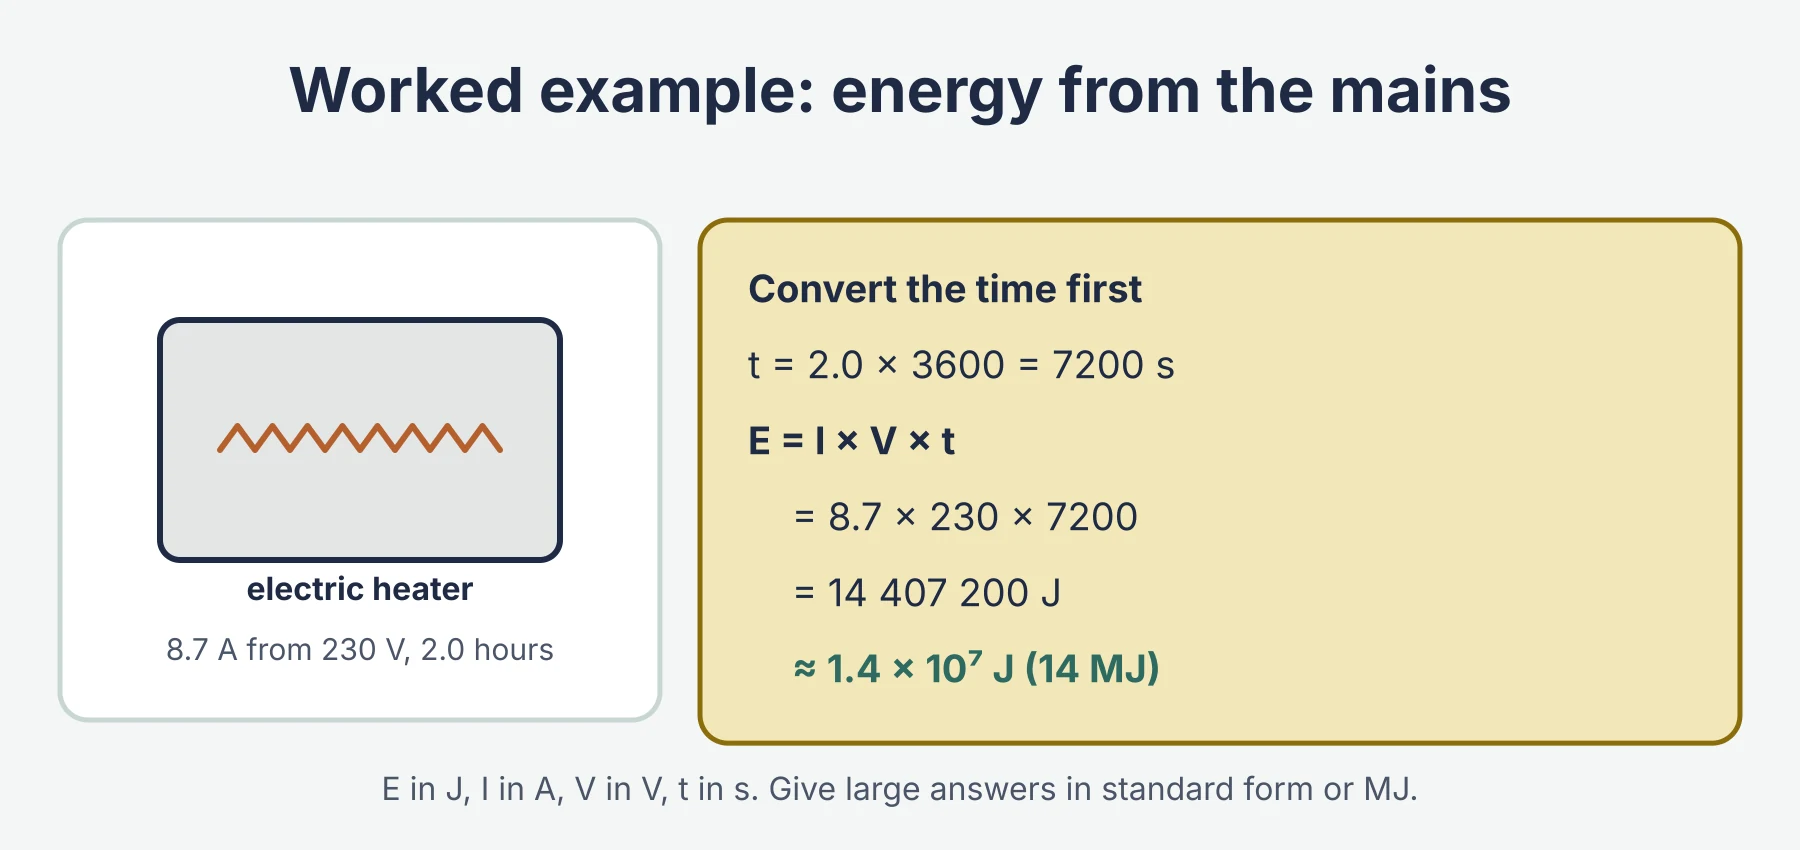 Worked example: energy from the mains
electric heater
8.7 A from 230 V, 2.0 hours
Convert the time first
t = 2.0 × 3600 = 7200 s
E = I × V × t
= 8.7 × 230 × 7200
= 14 407 200 J
≈ 1.4 × 10⁷ J (14 MJ)
E in J, I in A, V in V, t in s. Give large answers in standard form or MJ.